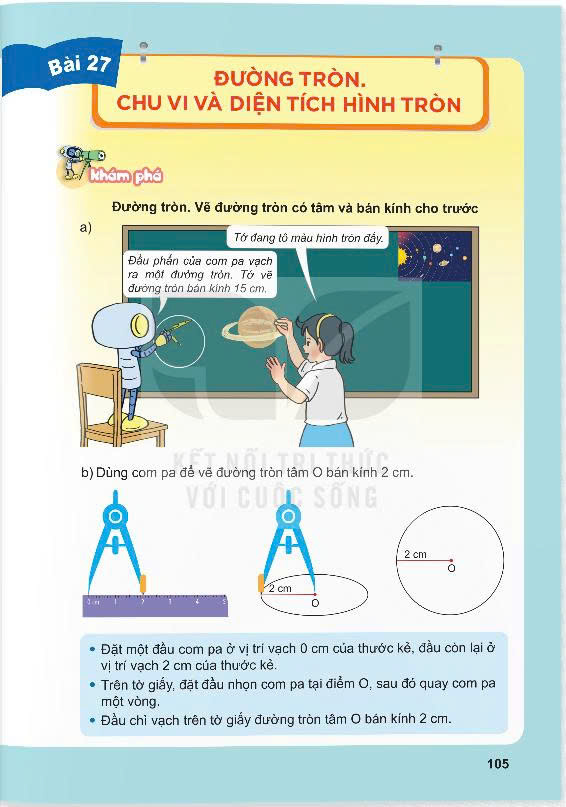 Bài 27
ĐƯỜNG TRÒN.
CHU VI VÀ DIỆN TÍCH HÌNH TRÒN
Khám phá
Đường tròn. Vẽ đường tròn có tâm và bán kính cho trước
a)
Tớ đang tô màu hình tròn đấy.
Đầu phấn của com pa vạch
ra một đường tròn. Tớ vẽ
đường tròn bán kính 15 cm.
KẾT NỐI TRI THỨC
VỚI CUỘC SỐNG
b) Dùng com pa để vẽ đường tròn tâm O bán kính 2 cm.
0 cm 1 2 3 4 5
2 cm
O
2 cm
O
• Đặt một đầu com pa ở vị trí vạch 0 cm của thước kẻ, đầu còn lại ở
vị trí vạch 2 cm của thước kẻ.
• Trên tờ giấy, đặt đầu nhọn com pa tại điểm O, sau đó quay com pa
một vòng.
• Đầu chì vạch trên tờ giấy đường tròn tâm O bán kính 2 cm.
105